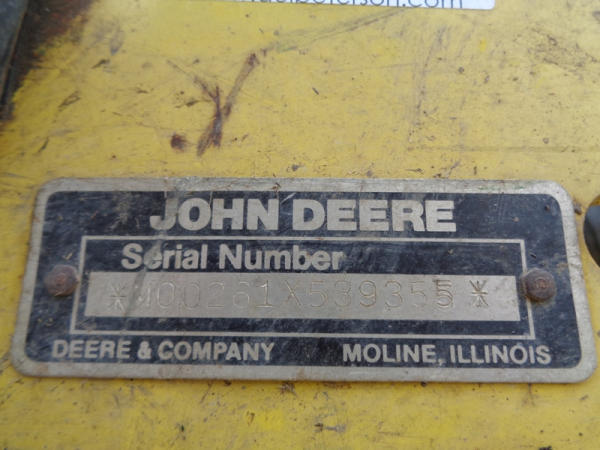 JOHN DEERE
Serial Number
*M00261X539355*
DEERE & COMPANY MOLINE, ILLINOIS